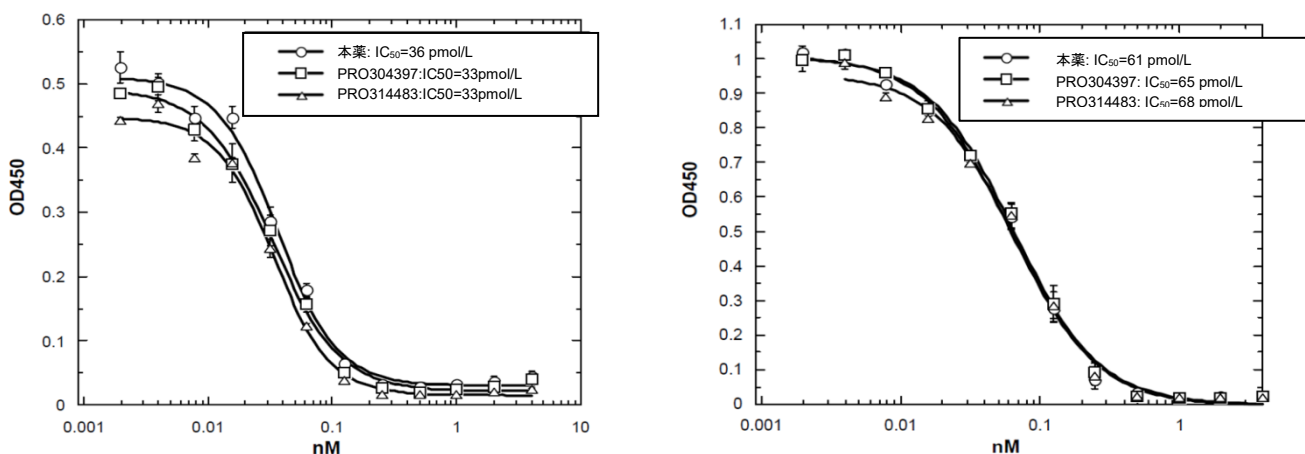 本薬: IC₅₀=36 pmol/L
PRO304397:IC50=33pmol/L
PRO314483:IC50=33pmol/L
0.6
0.5
0.4
0.3
0.2
0.1
0
OD450
0.001
0.01
0.1
1
10
nM
本薬: IC₅₀=61 pmol/L
PRO304397: IC₅₀=65 pmol/L
PRO314483: IC₅₀=68 pmol/L
1.1
1
0.9
0.8
0.7
0.6
0.5
0.4
0.3
0.2
0.1
0
OD450
0.001
0.01
0.1
1
nM